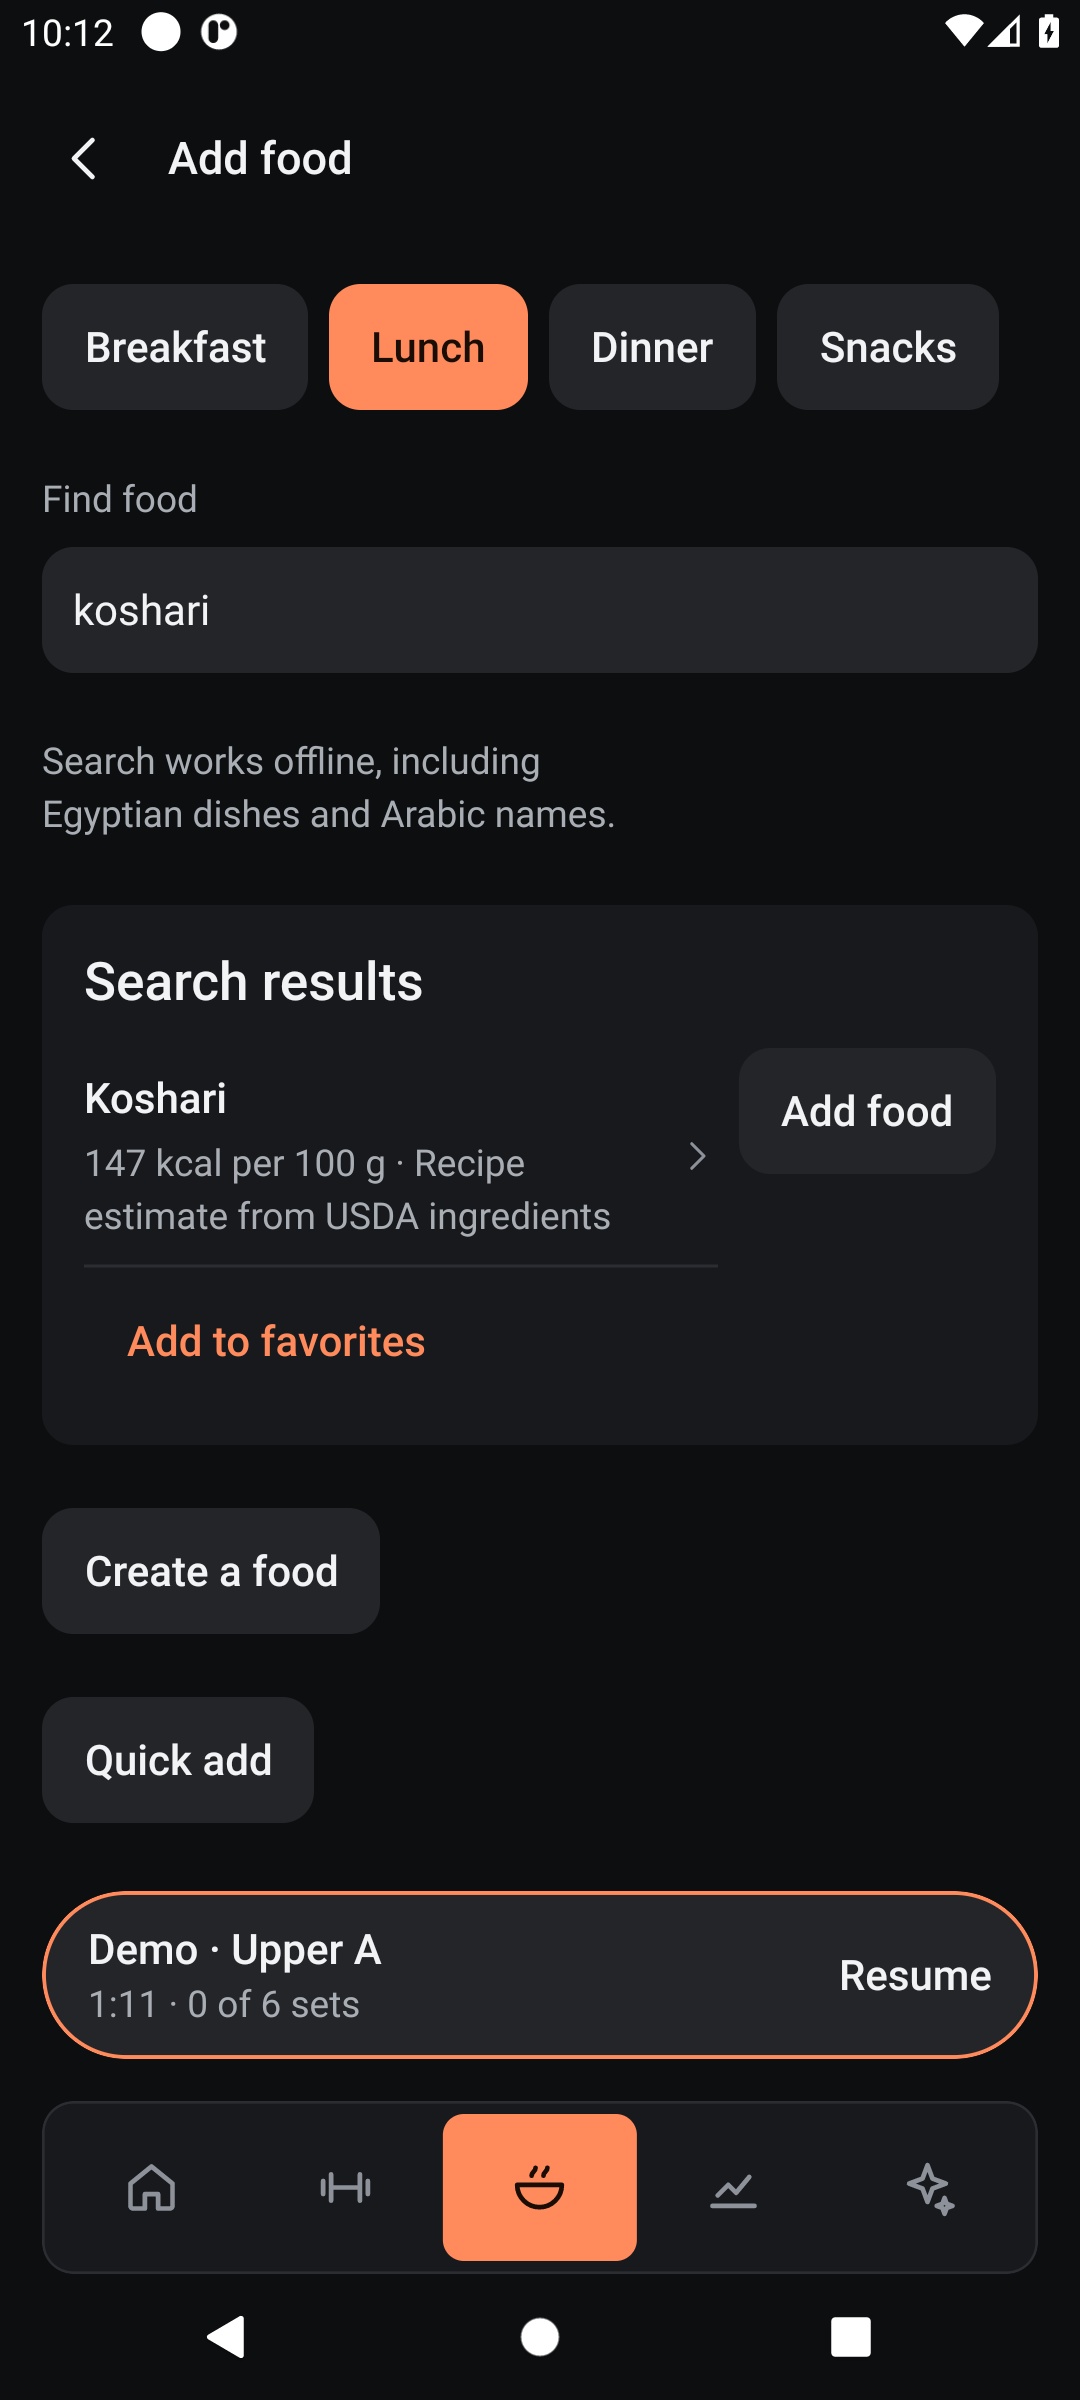 10:12
Add food
Breakfast
Lunch
Dinner
Snacks
Find food
koshari
Search works offline, including
Egyptian dishes and Arabic names.
Search results
Koshari
147 kcal per 100 g · Recipe
estimate from USDA ingredients
Add food
Add to favorites
Create a food
Quick add
Demo · Upper A
1:11 · 0 of 6 sets
Resume